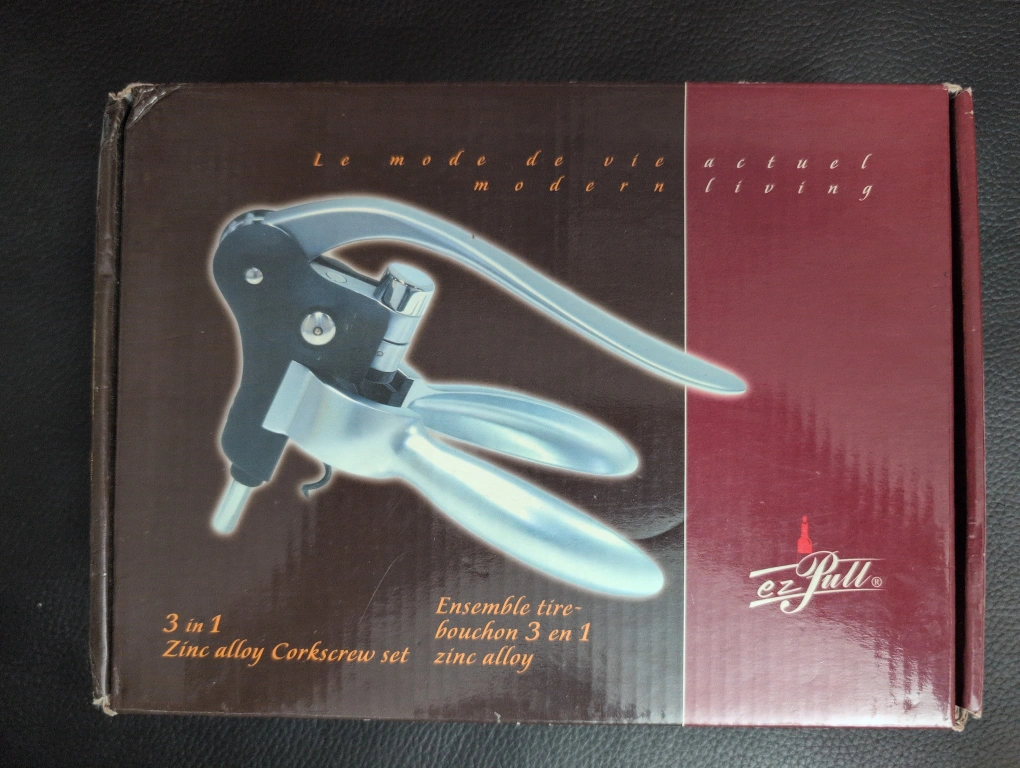 Le mode de vie actuel
modern living
ez Pull®
3 in 1
Zinc alloy Corkscrew set
Ensemble tire-
bouchon 3 en 1
zinc alloy